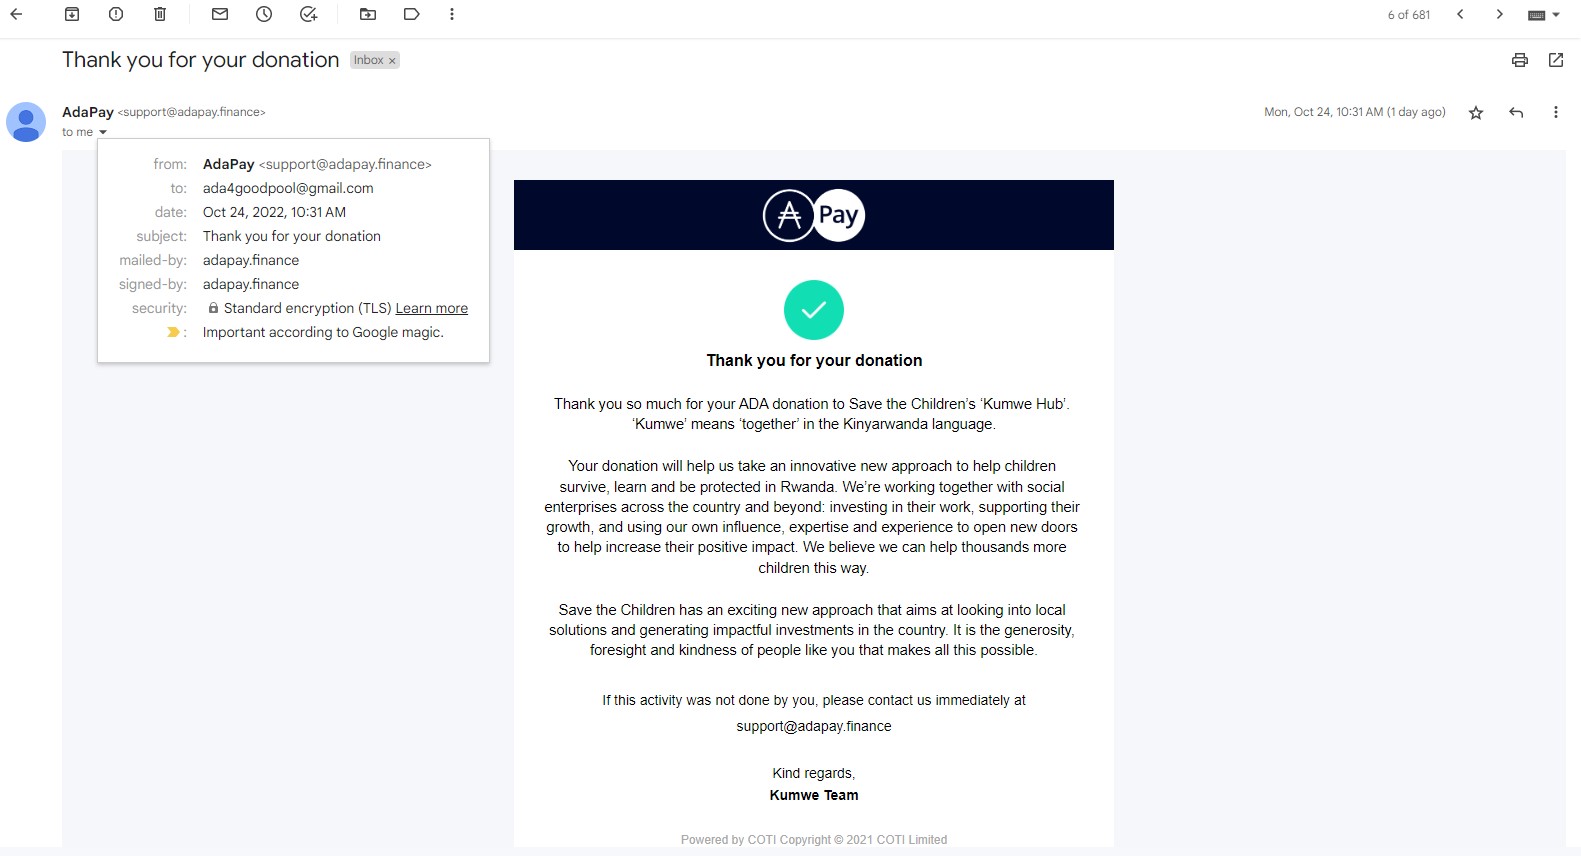 6 of 681
Thank you for your donation
Inbox ×
AdaPay <support@adapay.finance>
Mon, Oct 24, 10:31 AM (1 day ago)
to me
from: AdaPay <support@adapay.finance>
to: ada4goodpool@gmail.com
date: Oct 24, 2022, 10:31 AM
subject: Thank you for your donation
mailed-by: adapay.finance
signed-by: adapay.finance
security: Standard encryption (TLS) Learn more
: Important according to Google magic.
Pay
Thank you for your donation
Thank you so much for your ADA donation to Save the Children’s ‘Kumwe Hub’.
‘Kumwe’ means ‘together’ in the Kinyarwanda language.
Your donation will help us take an innovative new approach to help children
survive, learn and be protected in Rwanda. We’re working together with social
enterprises across the country and beyond: investing in their work, supporting their
growth, and using our own influence, expertise and experience to open new doors
to help increase their positive impact. We believe we can help thousands more
children this way.
Save the Children has an exciting new approach that aims at looking into local
solutions and generating impactful investments in the country. It is the generosity,
foresight and kindness of people like you that makes all this possible.
If this activity was not done by you, please contact us immediately at
support@adapay.finance
Kind regards,
Kumwe Team
Powered by COTI Copyright © 2021 COTI Limited